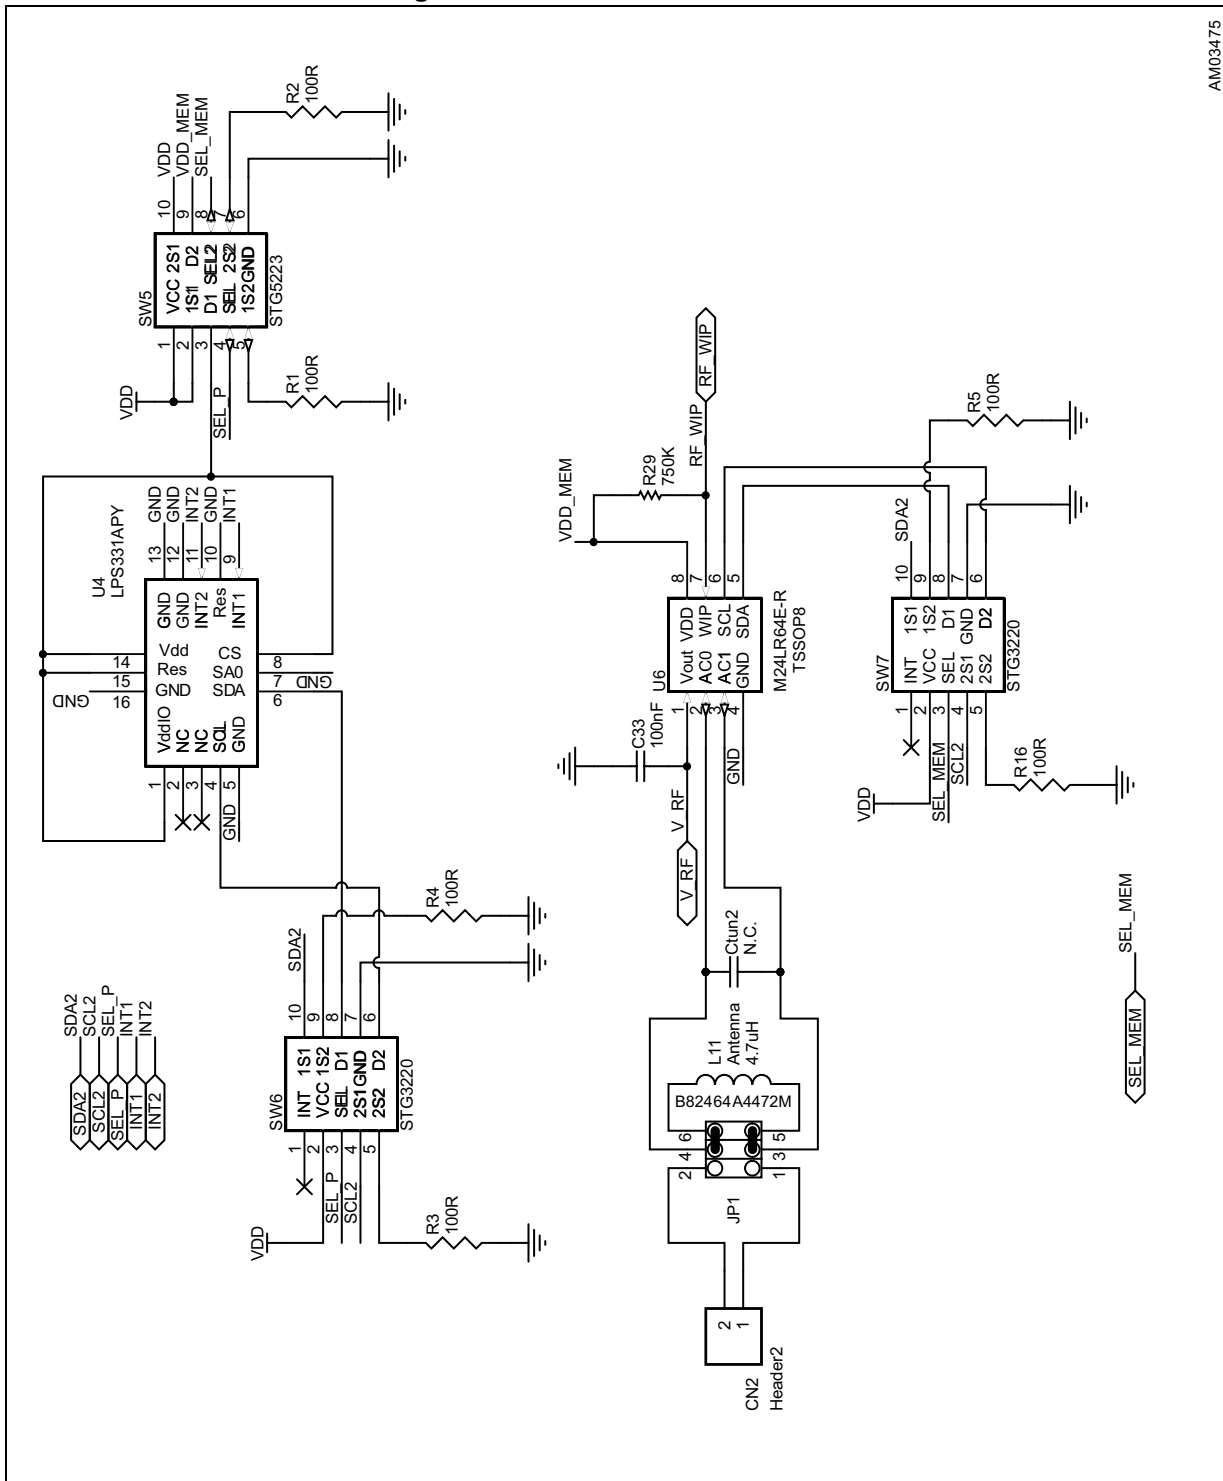 AM03475
SW5
STG5223
VCC 2S1
1S1 D2
D1 SEL2
SEL 2S2
1S2 GND
1
2
3
4
5
10
9
8
7
6
VDD
VDD_MEM
SEL_MEM
R2
100R
VDD
SEL_P
R1
100R
U4
LPS331APY
13
12
11
10
9
GND
GND
INT2
GND
INT1
GND
GND
INT2
Res
INT1
Vdd
Res
GND
14
15
16
GND
CS
SA0
SDA
8
7
6
GND
VddIO
NC
NC
SCL
GND
1
2
3
4
5
GND
SDA2
SCL2
SEL_P
INT1
INT2
SDA2
SCL2
SEL_P
INT1
INT2
SW6
STG3220
INT 1S1
VCC 1S2
SEL D1
2S1 GND
2S2 D2
1
2
3
4
5
10
9
8
7
6
SDA2
VDD
SEL_P
SCL2
R4
100R
R3
100R
RF_WIP
RF_WIP
VDD_MEM
R29
750K
U6
M24LR64E-R
TSSOP8
Vout VDD
AC0 WIP
AC1 SCL
GND SDA
1
2
3
4
8
7
6
5
GND
C33
100nF
V_RF
V_RF
Ctun2
N.C.
L11
Antenna
4.7uH
B82464A4472M
6
4
2
5
3
1
JP1
2
1
CN2
Header2
SW7
STG3220
INT 1S1
VCC 1S2
SEL D1
2S1 GND
2S2 D2
1
2
3
4
5
10
9
8
7
6
SDA2
VDD
SEL_MEM
SCL2
R5
100R
R16
100R
SEL_MEM
SEL_MEM